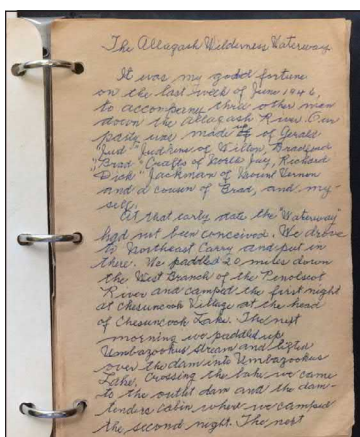 The Allagash Wilderness Waterway
It was my good fortune
on the last week of June 1946,
to accompany three other men
down the Allagash River. Our
party was made up of Gerald
"Jud" Judkins of Wilton, Bradford
"Brad" Crafts of North Jay, Richard
"Dick" Jackman of Mount Vernon
and a cousin of Brad, and my-
self.
At that early date the "Waterway"
had not been conceived. We drove
to Northeast Carry and put in
there. We paddled 20 miles down
the West Branch of the Penobscot
River and camped the first night
at Chesuncook Village at the head
of Chesuncook Lake. The next
morning we paddled up
Umbazookus Stream and
over the dam into Umbazookus
Lake. Crossing the lake we came
to the outlet dam and the dam-
tenders cabin where we camped
the second night. The next